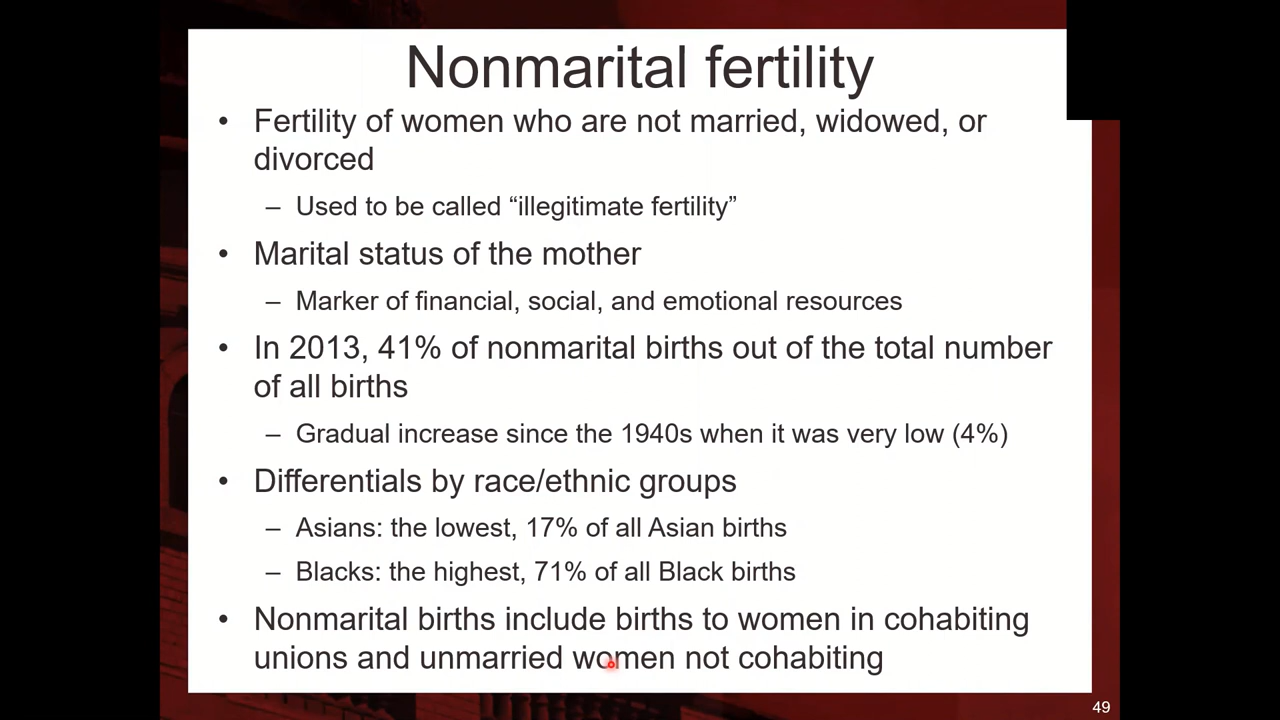 Nonmarital fertility
• Fertility of women who are not married, widowed, or
divorced
– Used to be called “illegitimate fertility”
• Marital status of the mother
– Marker of financial, social, and emotional resources
• In 2013, 41% of nonmarital births out of the total number
of all births
– Gradual increase since the 1940s when it was very low (4%)
• Differentials by race/ethnic groups
– Asians: the lowest, 17% of all Asian births
– Blacks: the highest, 71% of all Black births
• Nonmarital births include births to women in cohabiting
unions and unmarried women not cohabiting
49